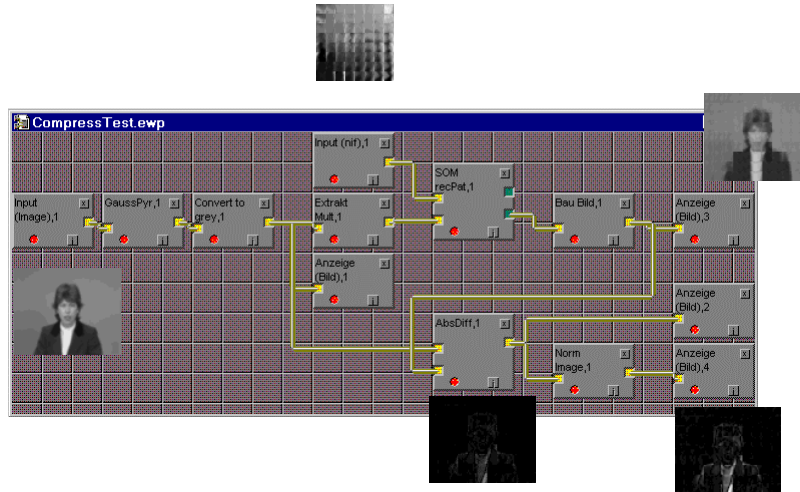 CompressTest.ewp
Input (nif),1
SOM
recPat,1
Input
(Image),1
GaussPyr,1
Convert to
grey,1
Extrakt
Mult,1
Bau Bild,1
Anzeige
(Bild),3
Anzeige
(Bild),1
Anzeige
(Bild),2
AbsDiff,1
Norm
Image,1
Anzeige
(Bild),4